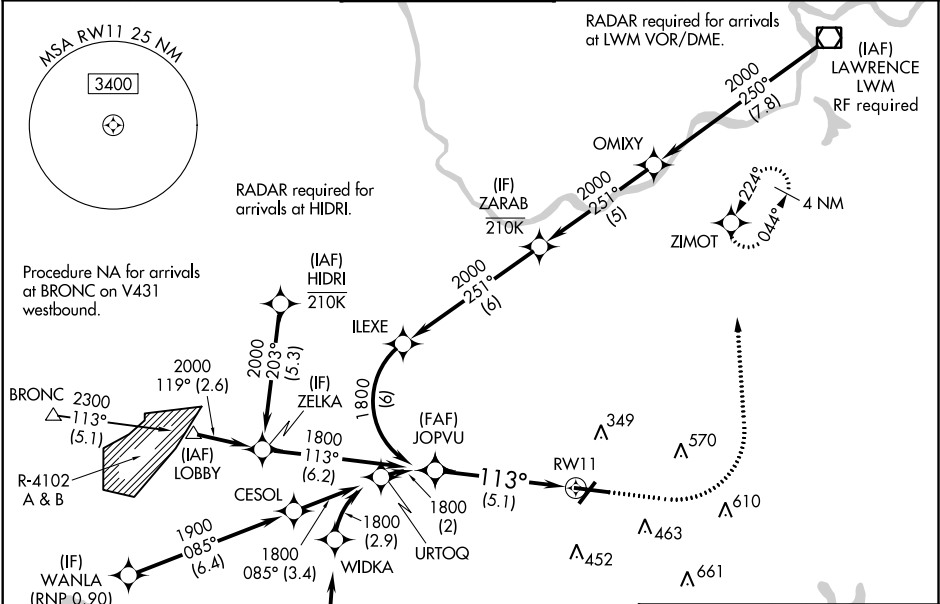 MSA RW11 25 NM
3400
RADAR required for arrivals
at LWM VOR/DME.
(IAF)
LAWRENCE
LWM
RF required
2000
250°
(7.8)
OMIXY
2000
251°
(5)
(IF)
ZARAB
210K
224°
044°
4 NM
ZIMOT
RADAR required for
arrivals at HIDRI.
(IAF)
HIDRI
210K
2000
251°
(6)
Procedure NA for arrivals
at BRONC on V431
westbound.
ILEXE
2000
203°
(5.3)
2000
119° (2.6)
(IF)
ZELKA
1800
(6)
BRONC
2300
113°
(5.1)
(IAF)
LOBBY
1800
113°
(6.2)
(FAF)
JOPVU
113°
(5.1)
RW11
349
570
610
463
452
661
R-4102
A & B
CESOL
1800
(2)
1800
(2.9)
URTOQ
1900
085°
(6.4)
1800
085° (3.4)
WIDKA
(IF)
WANLA
(RNP 0.90)